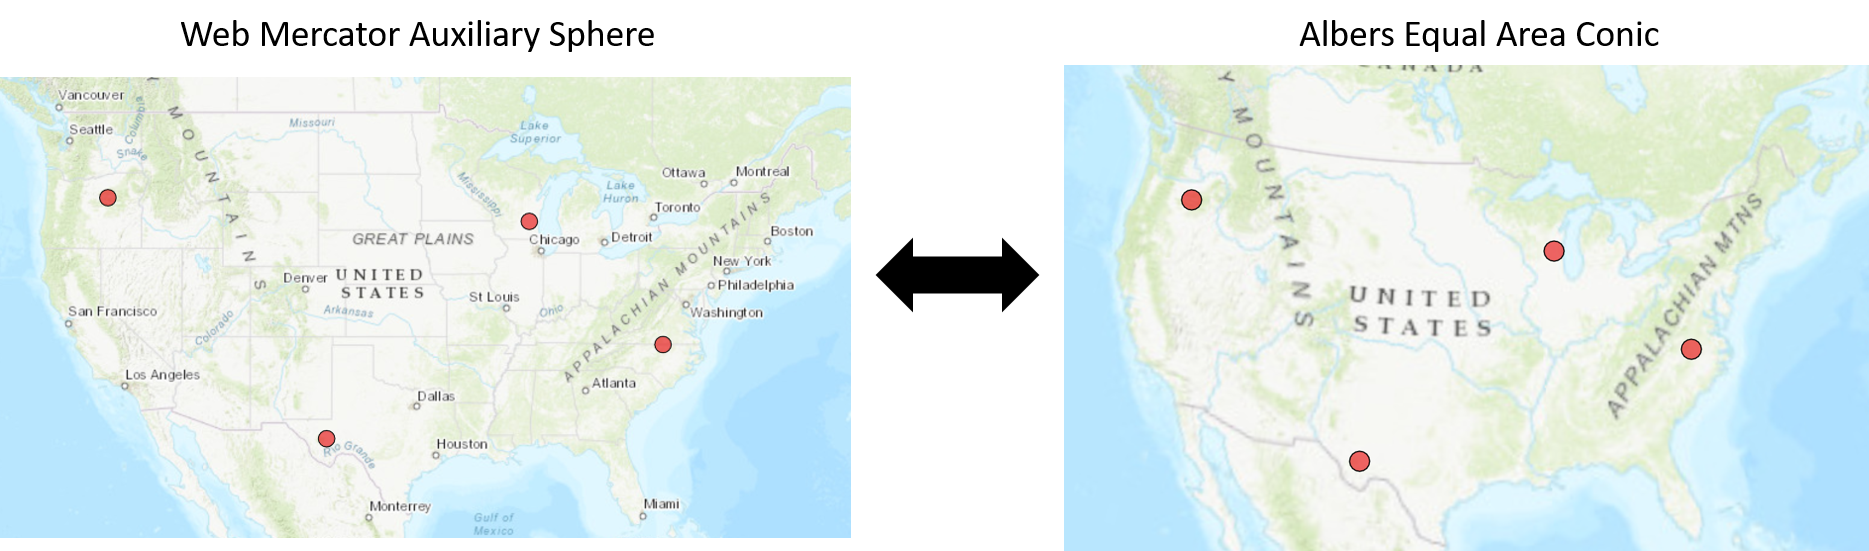 Web Mercator Auxiliary Sphere
Albers Equal Area Conic
Vancouver
Seattle
Columbia
Snake
MOUNTAINS
Missouri
Lake
Superior
Mississippi
Lake
Huron
Ottawa
Montreal
Toronto
Boston
GREAT PLAINS
Chicago
Detroit
New York
Philadelphia
Washington
Denver
UNITED
STATES
St Louis
Ohio
Arkansas
Colorado
San Francisco
Los Angeles
APPALACHIAN MOUNTAINS
Atlanta
Dallas
Houston
Rio Grande
Monterrey
Gulf of
Mexico
Miami
CANADA
Y MOUNTAINS
UNITED
STATES
APPALACHIAN MTNS